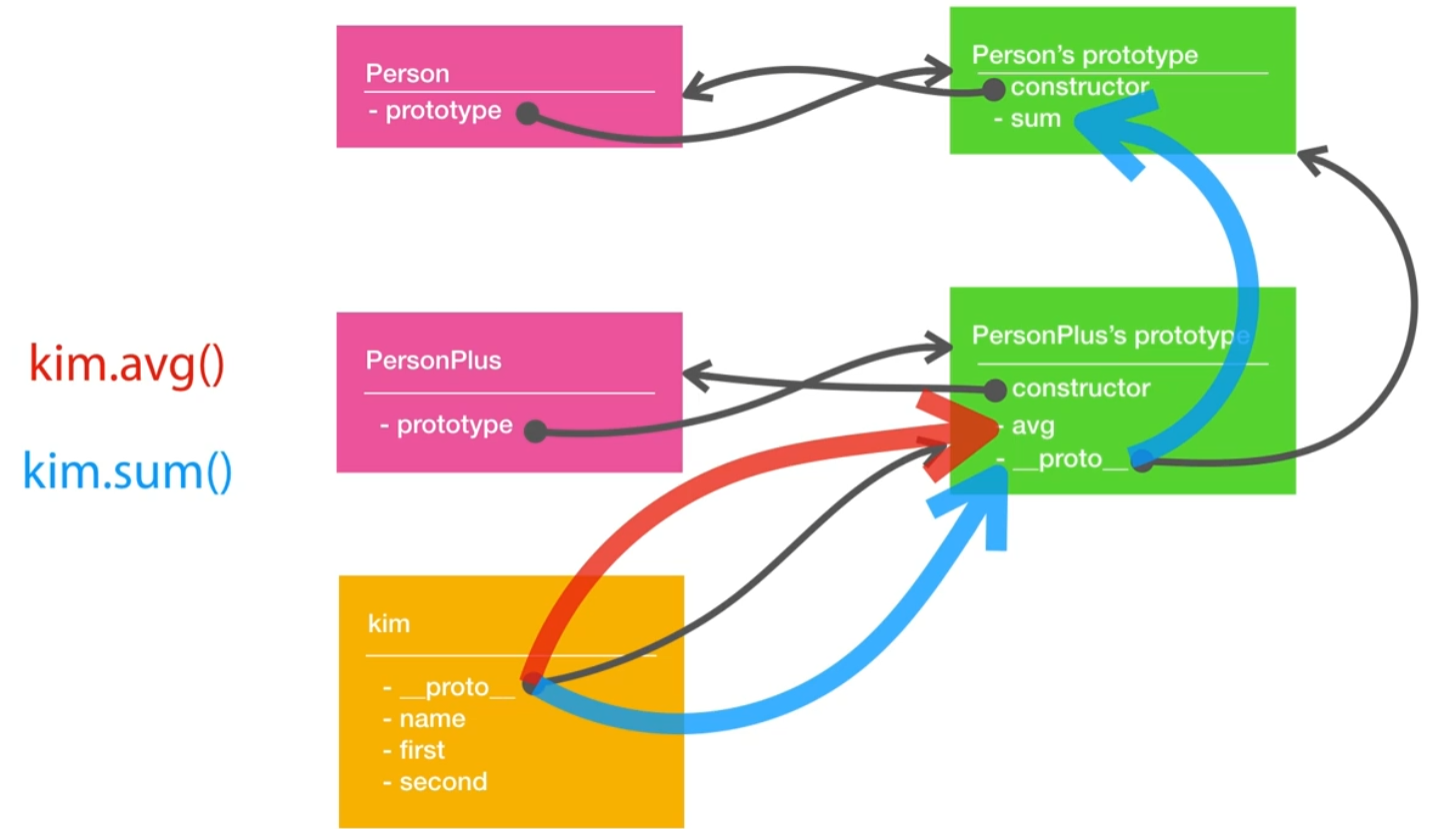 Person
- prototype
Person's prototype
constructor
- sum
kim.avg()
kim.sum()
PersonPlus
- prototype
PersonPlus's prototype
constructor
- avg
- __proto__
kim
- __proto__
- name
- first
- second